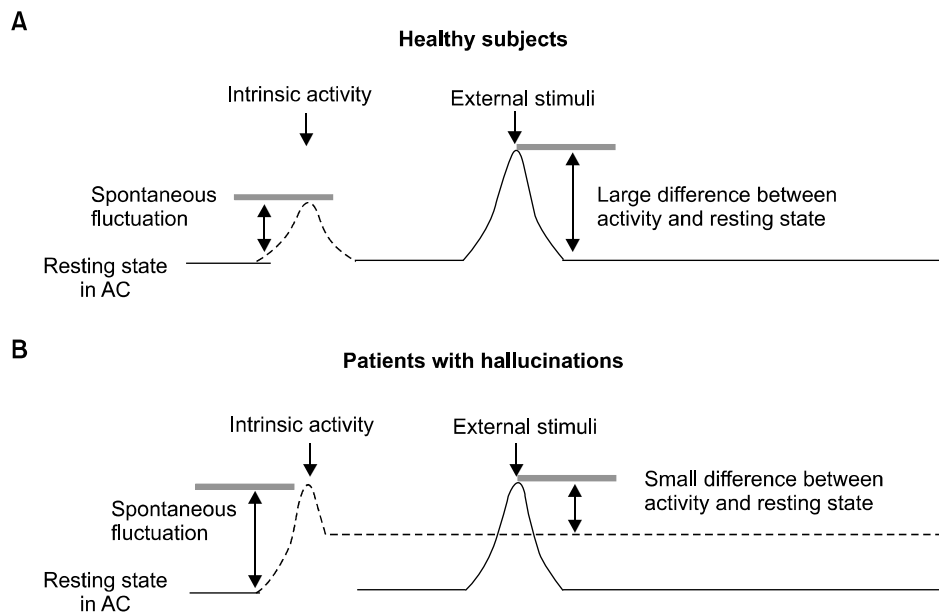 A
Healthy subjects
Intrinsic activity
External stimuli
Spontaneous
fluctuation
Large difference between
activity and resting state
Resting state
in AC
B
Patients with hallucinations
Intrinsic activity
External stimuli
Small difference between
activity and resting state
Spontaneous
fluctuation
Resting state
in AC